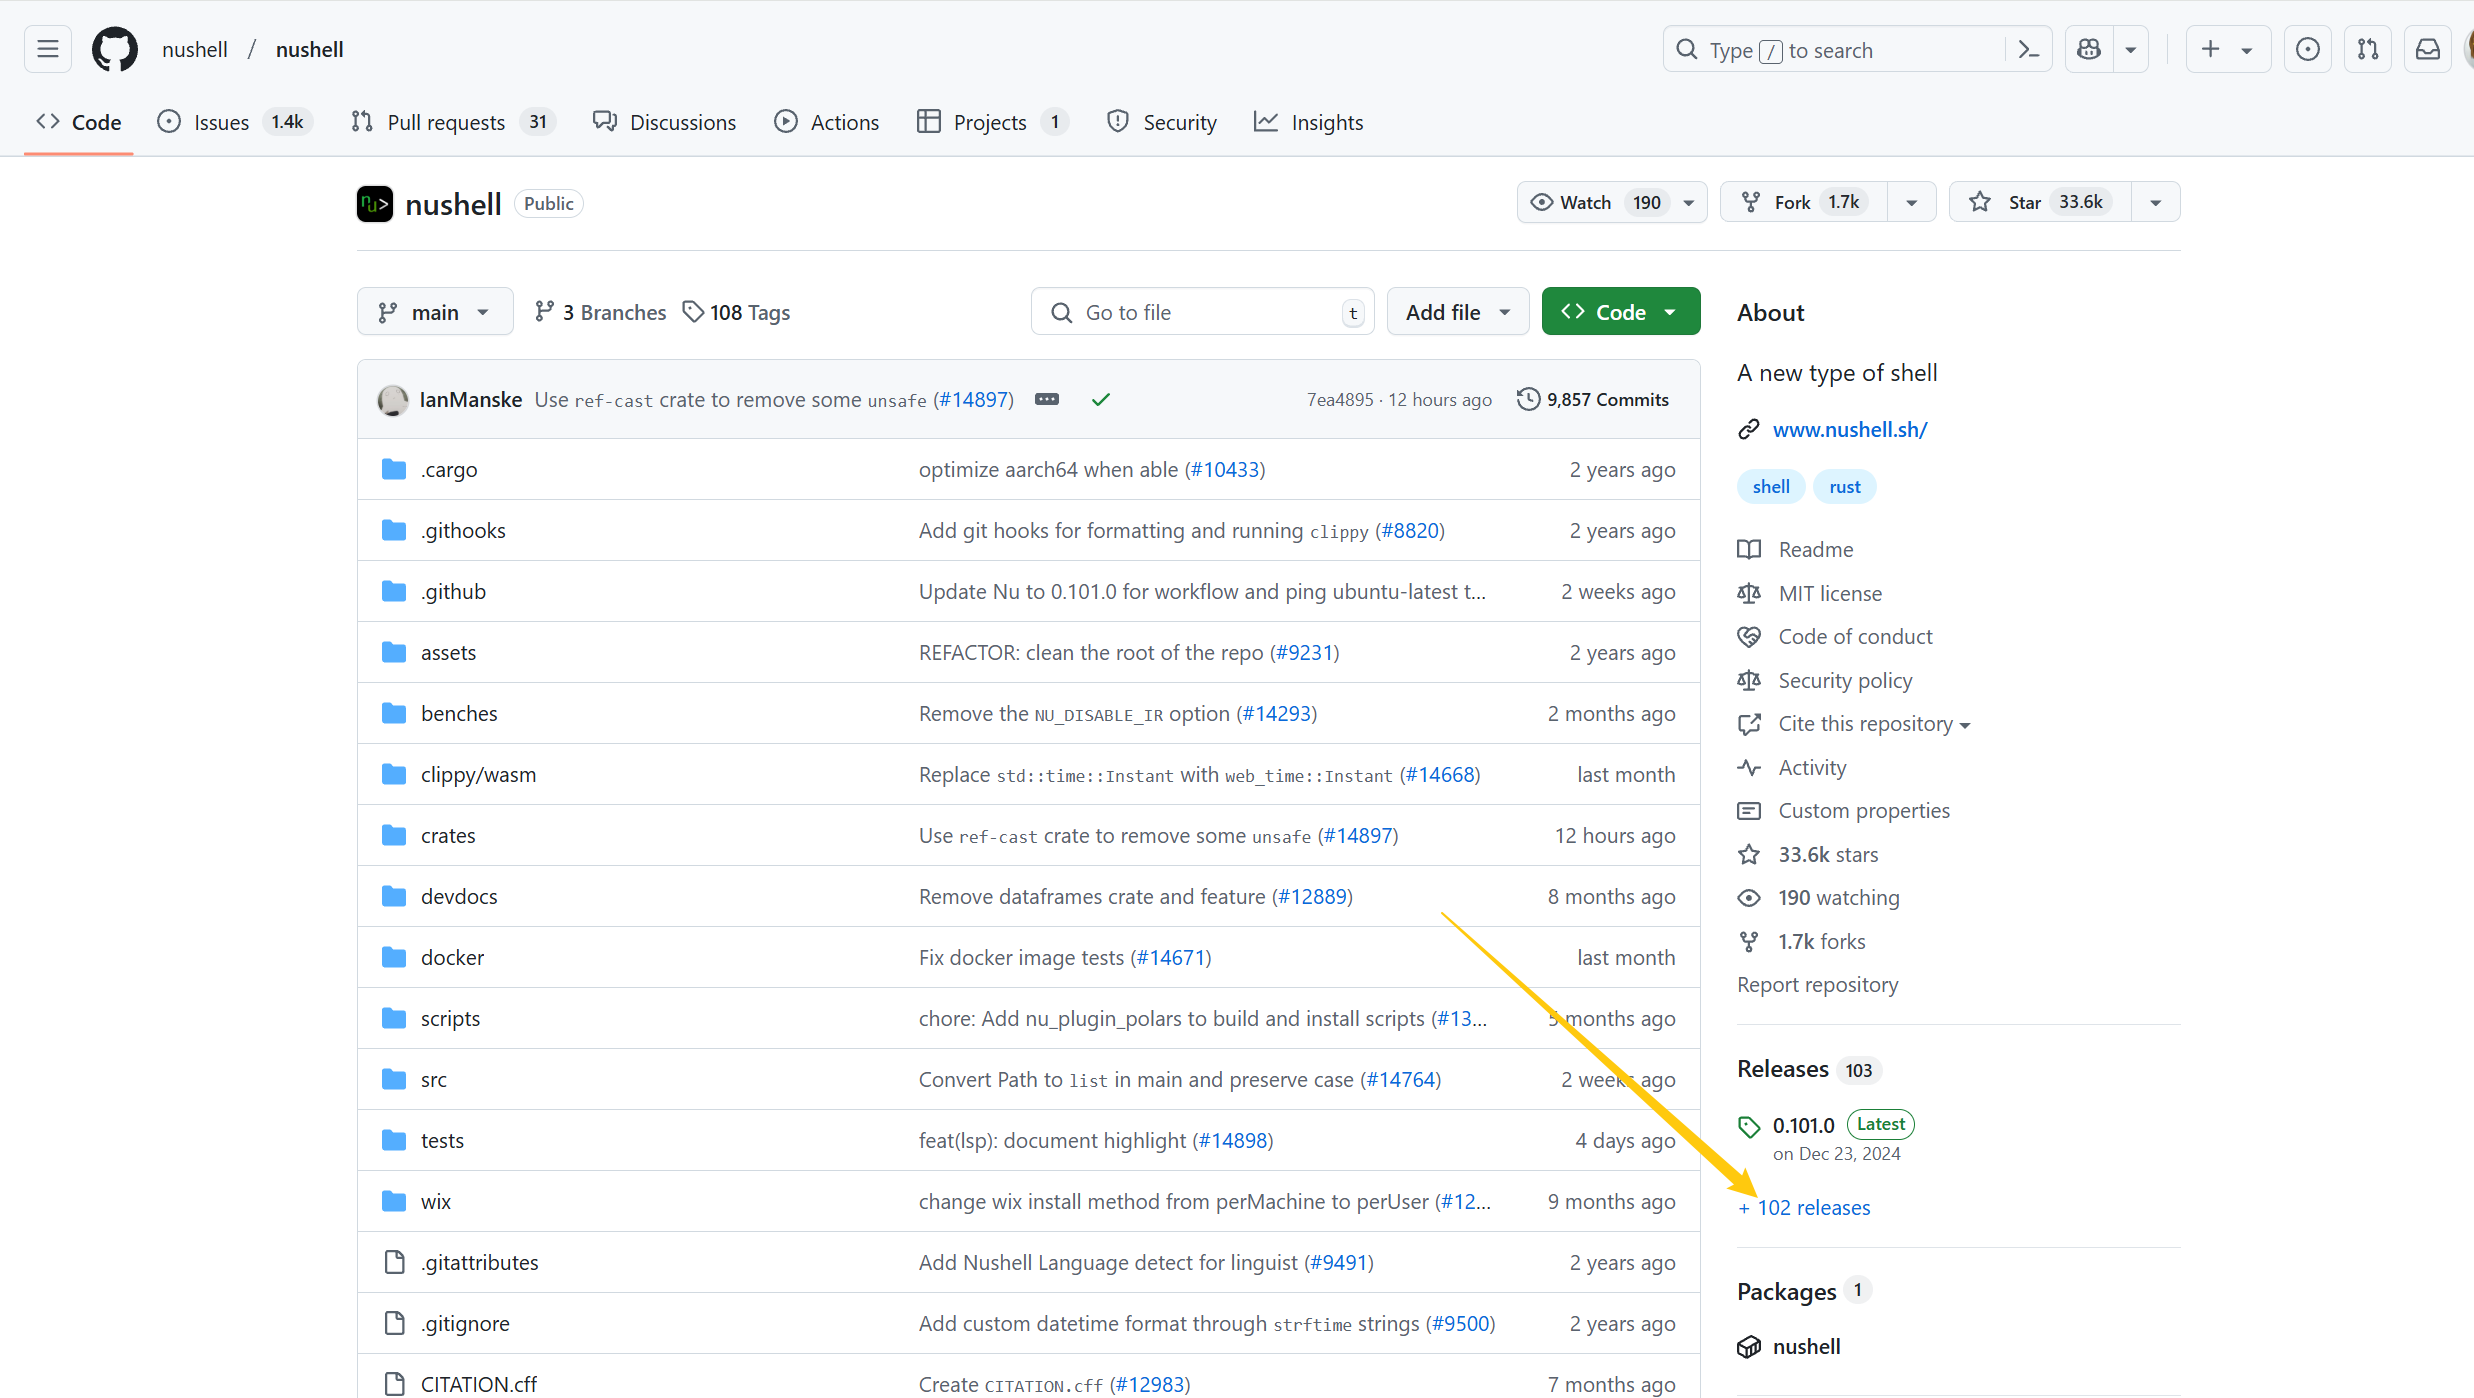 nushell / nushell
Type / to search
Code
Issues 1.4k
Pull requests 31
Discussions
Actions
Projects 1
Security
Insights
nu>
nushell Public
Watch 190
Fork 1.7k
Star 33.6k
main
3 Branches
108 Tags
Go to file t
Add file
Code
IanManske Use ref-cast crate to remove some unsafe (#14897) 7ea4895 · 12 hours ago 9,857 Commits
.cargo optimize aarch64 when able (#10433) 2 years ago
.githooks Add git hooks for formatting and running clippy (#8820) 2 years ago
.github Update Nu to 0.101.0 for workflow and ping ubuntu-latest t... 2 weeks ago
assets REFACTOR: clean the root of the repo (#9231) 2 years ago
benches Remove the NU_DISABLE_IR option (#14293) 2 months ago
clippy/wasm Replace std::time::Instant with web_time::Instant (#14668) last month
crates Use ref-cast crate to remove some unsafe (#14897) 12 hours ago
devdocs Remove dataframes crate and feature (#12889) 8 months ago
docker Fix docker image tests (#14671) last month
scripts chore: Add nu_plugin_polars to build and install scripts (#13... 5 months ago
src Convert Path to list in main and preserve case (#14764) 2 weeks ago
tests feat(lsp): document highlight (#14898) 4 days ago
wix change wix install method from perMachine to perUser (#12... 9 months ago
.gitattributes Add Nushell Language detect for linguist (#9491) 2 years ago
.gitignore Add custom datetime format through strftime strings (#9500) 2 years ago
CITATION.cff Create CITATION.cff (#12983) 7 months ago
About
A new type of shell
www.nushell.sh/
shell rust
Readme
MIT license
Code of conduct
Security policy
Cite this repository
Activity
Custom properties
33.6k stars
190 watching
1.7k forks
Report repository
Releases 103
0.101.0 Latest
on Dec 23, 2024
+ 102 releases
Packages 1
nushell